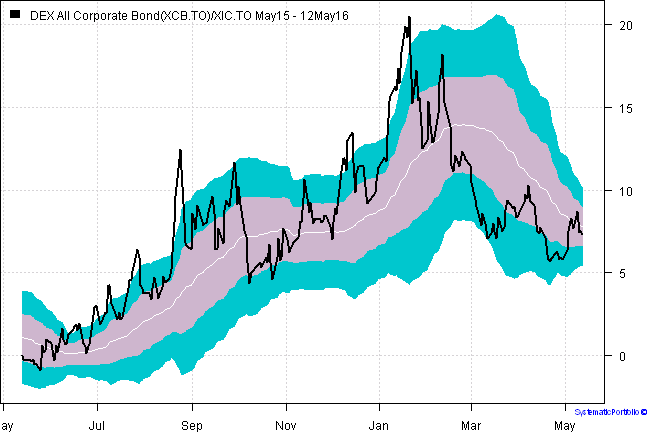 DEX All Corporate Bond(XCB.TO)/XIC.TO May15 - 12May16
20
15
10
5
0
ay Jul Sep Nov Jan Mar May
SystematicPortfolio ©